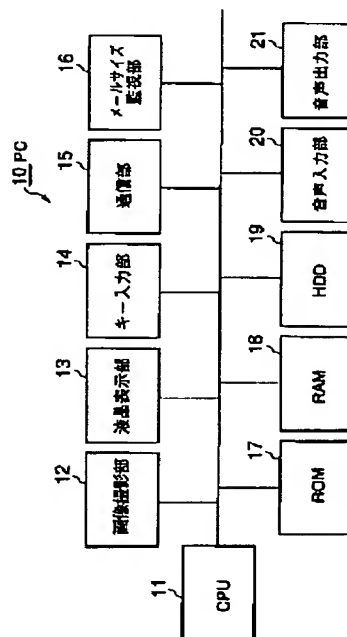 10 PC
11
CPU
12
画像撮影部
13
液晶表示部
14
キー入力部
15
通信部
16
メールサイズ
監視部
17
ROM
18
RAM
19
HDD
20
音声入力部
21
音声出力部